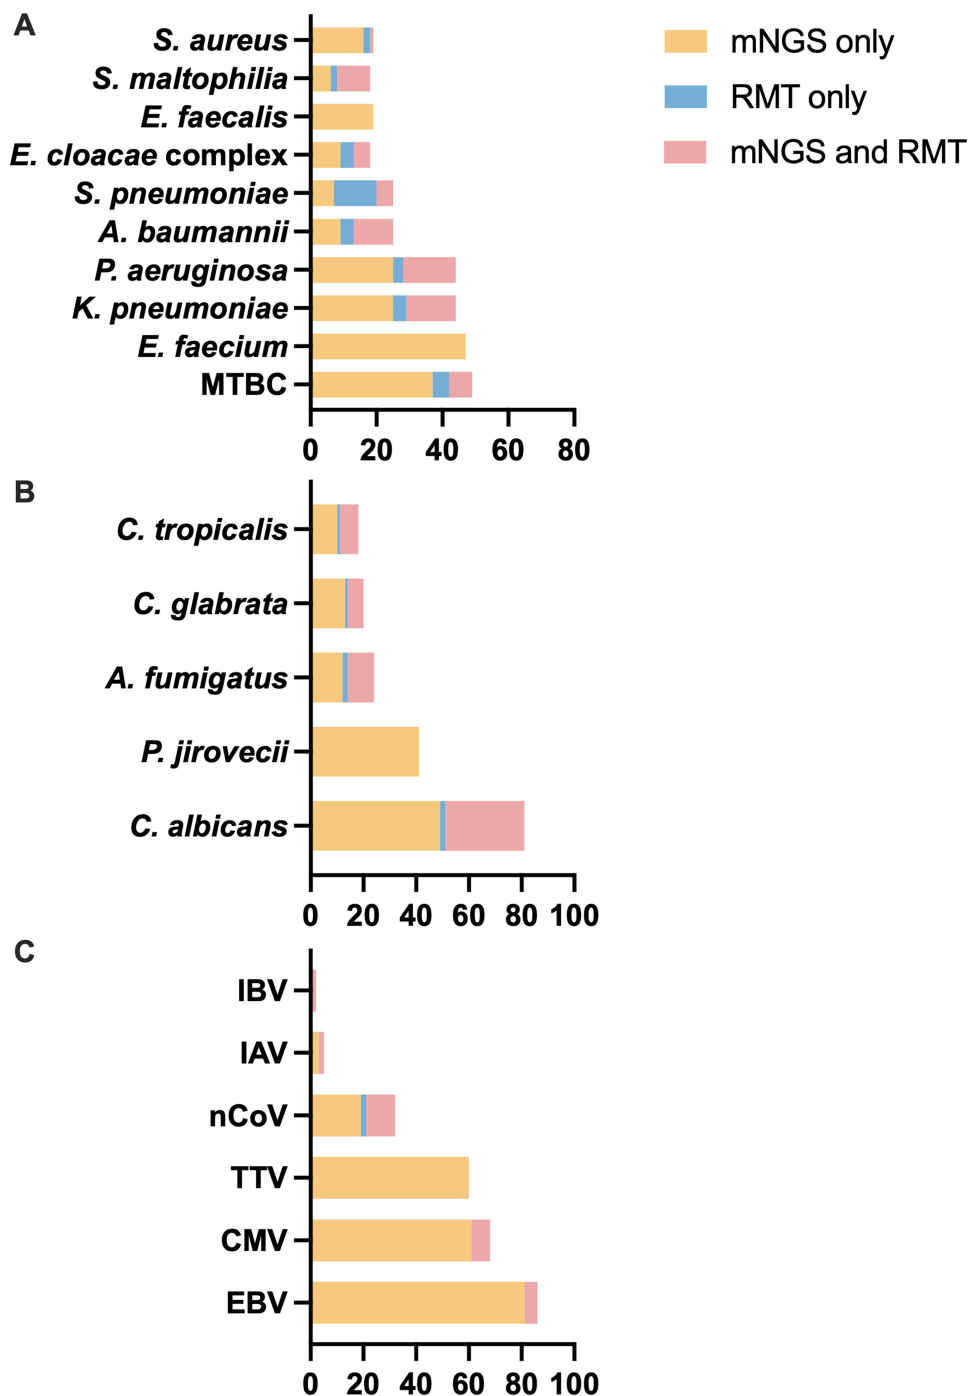 A
S. aureus
S. maltophilia
E. faecalis
E. cloacae complex
S. pneumoniae
A. baumannii
P. aeruginosa
K. pneumoniae
E. faecium
MTBC
0 20 40 60 80
mNGS only
RMT only
mNGS and RMT
B
C. tropicalis
C. glabrata
A. fumigatus
P. jirovecii
C. albicans
0 20 40 60 80 100
C
IBV
IAV
nCoV
TTV
CMV
EBV
0 20 40 60 80 100